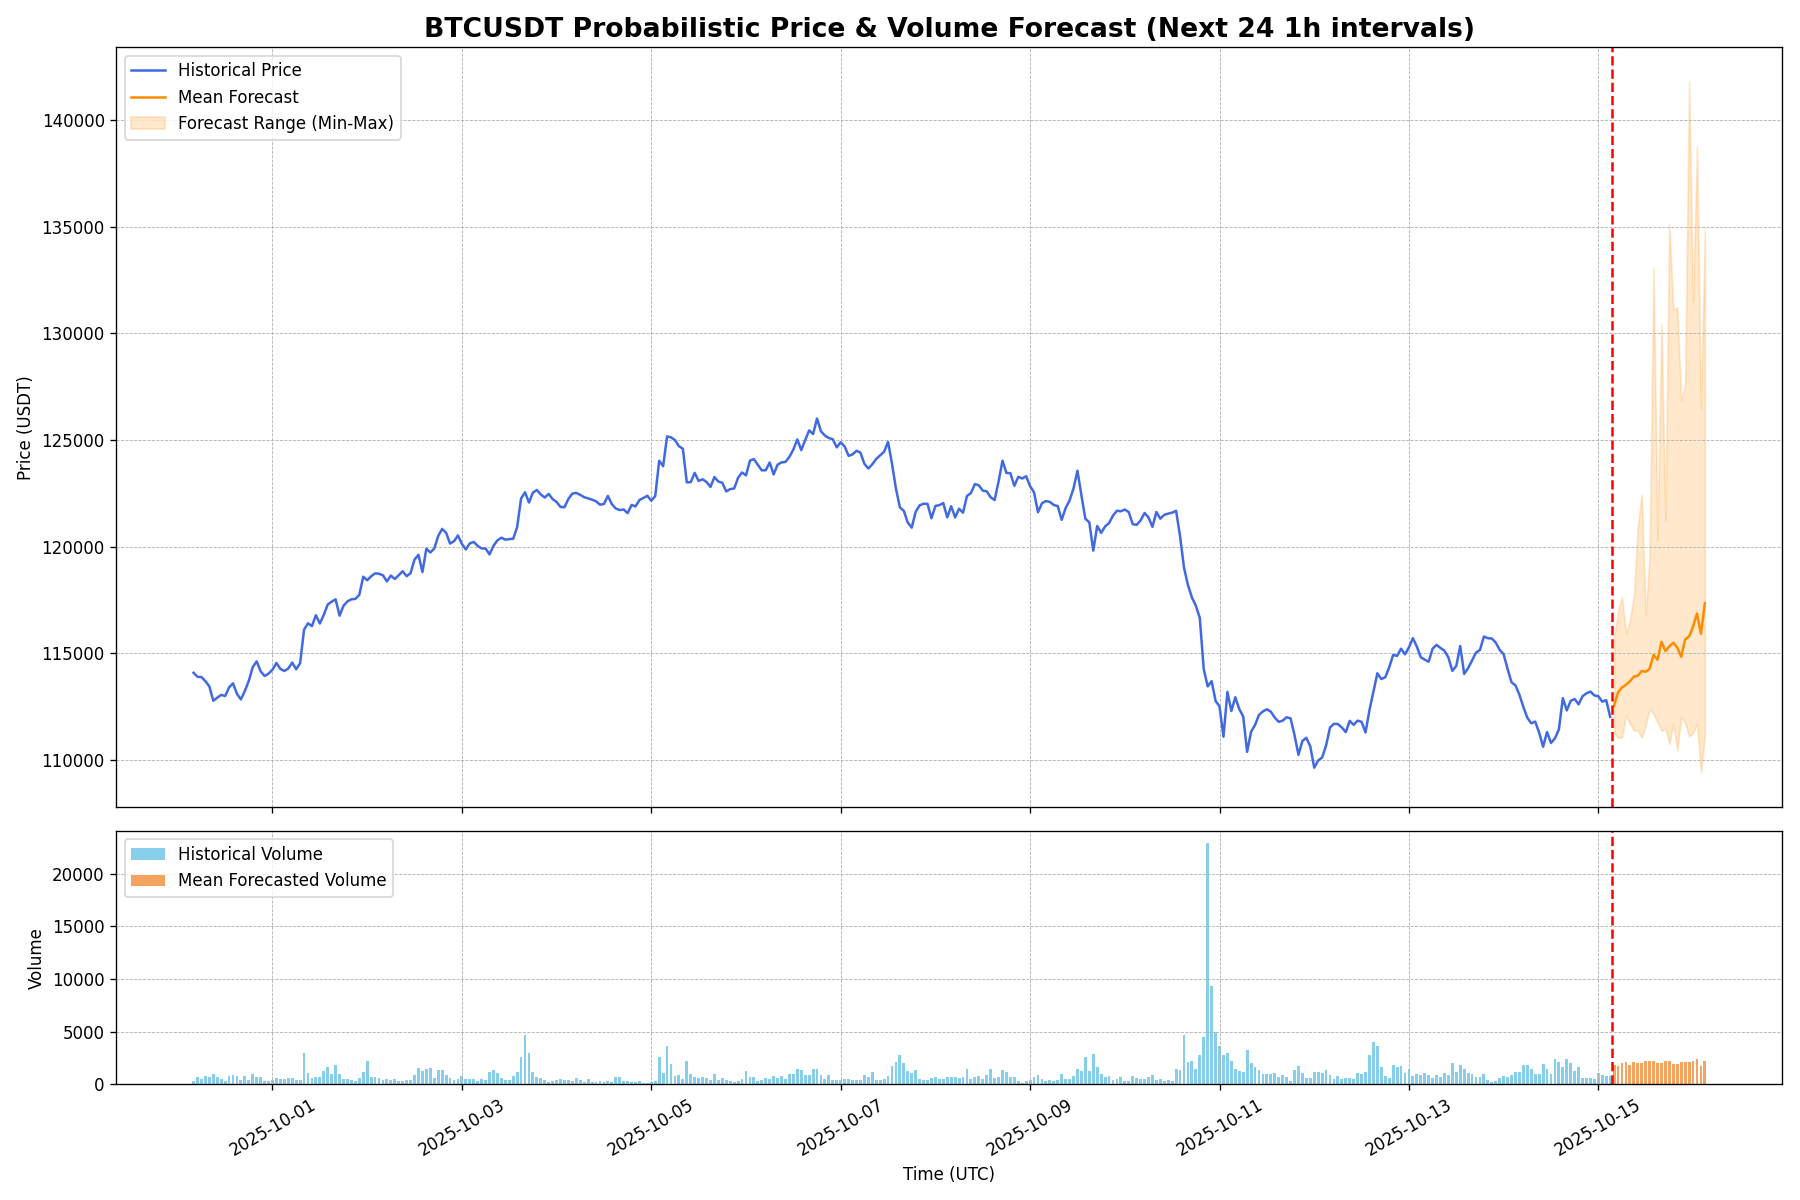 BTCUSDT Probabilistic Price & Volume Forecast (Next 24 1h intervals)
Historical Price
Mean Forecast
Forecast Range (Min-Max)
140000
135000
130000
125000
120000
115000
110000
Price (USDT)
Historical Volume
Mean Forecasted Volume
20000
15000
10000
5000
0
Volume
2025-10-01
2025-10-03
2025-10-05
2025-10-07
2025-10-09
2025-10-11
2025-10-13
2025-10-15
Time (UTC)